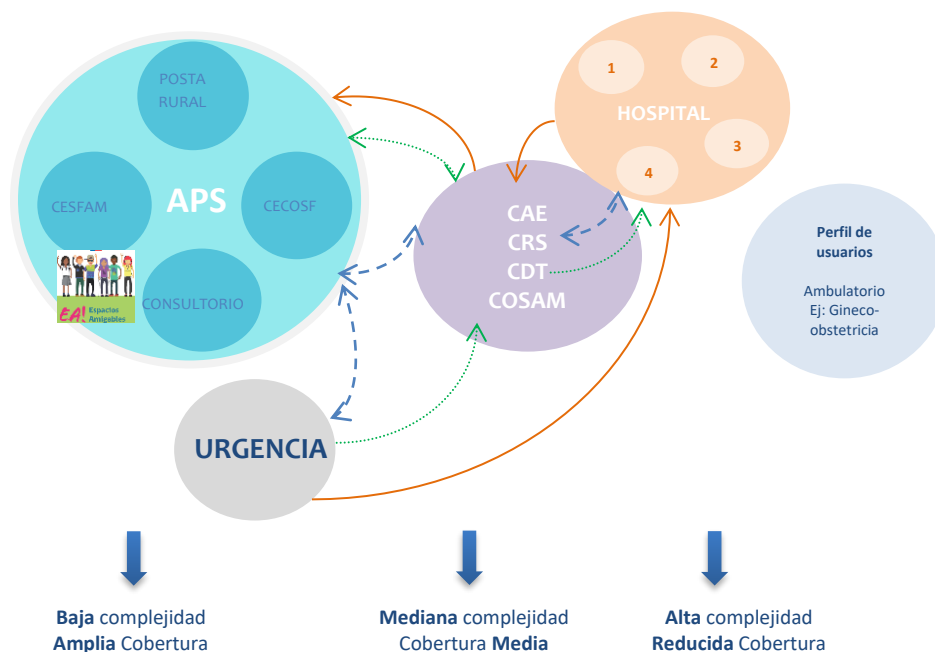 POSTA
RURAL
CESFAM
APS
CECOSF
CONSULTORIO
EA! Espacios
Amigables
URGENCIA
CAE
CRS
CDT
COSAM
1
2
HOSPITAL
3
4
Perfil de
usuarios
Ambulatorio
Ej: Gineco-
obstetricia
Baja complejidad
Amplia Cobertura
Mediana complejidad
Cobertura Media
Alta complejidad
Reducida Cobertura